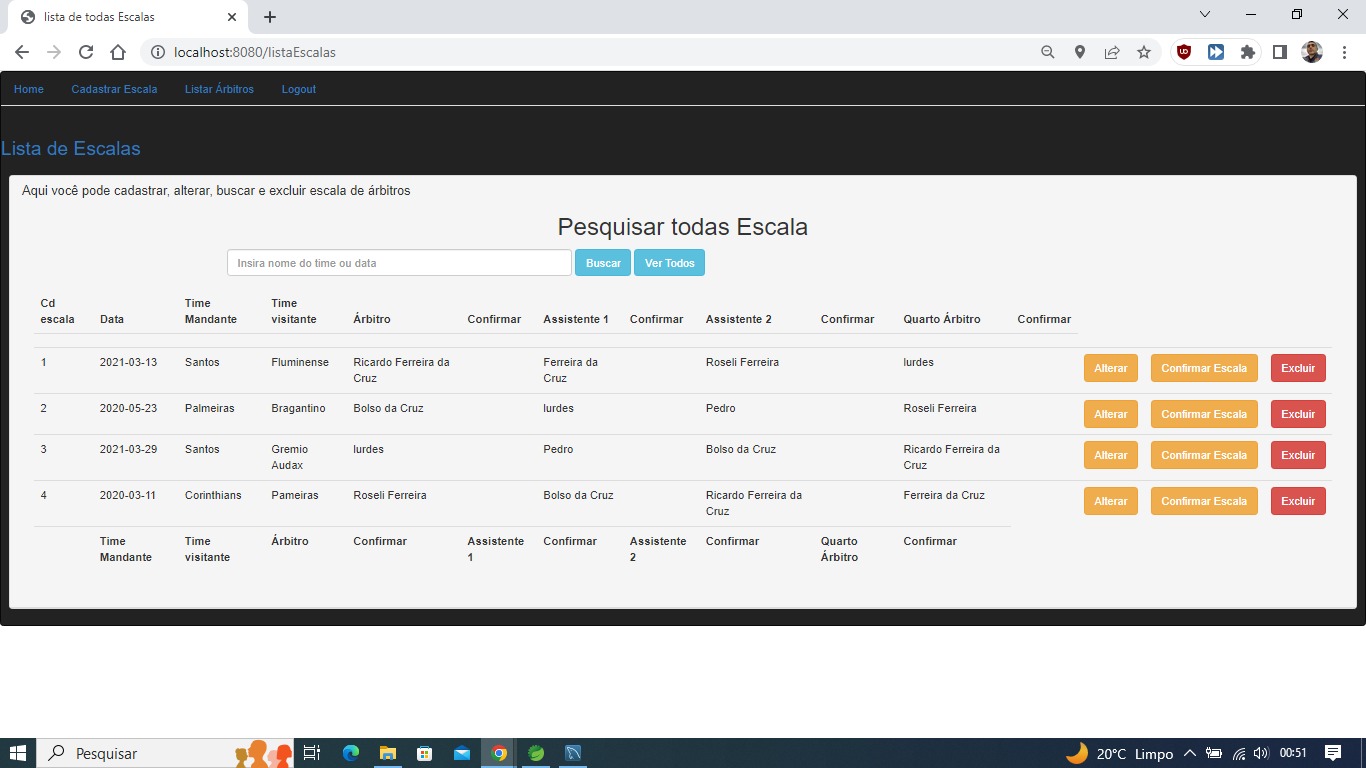 lista de todas Escalas
localhost:8080/listaEscalas
Home Cadastrar Escala Listar Árbitros Logout
Lista de Escalas
Aqui você pode cadastrar, alterar, buscar e excluir escala de árbitros
Pesquisar todas Escala
Insira nome do time ou data Buscar Ver Todos
Cd escala Data Time Mandante Time visitante Árbitro Confirmar Assistente 1 Confirmar Assistente 2 Confirmar Quarto Árbitro Confirmar
1 2021-03-13 Santos Fluminense Ricardo Ferreira da Cruz Ferreira da Cruz Roseli Ferreira lurdes Alterar Confirmar Escala Excluir
2 2020-05-23 Palmeiras Bragantino Bolso da Cruz lurdes Pedro Roseli Ferreira Alterar Confirmar Escala Excluir
3 2021-03-29 Santos Gremio Audax lurdes Pedro Bolso da Cruz Ricardo Ferreira da Cruz Alterar Confirmar Escala Excluir
4 2020-03-11 Corinthians Pameiras Roseli Ferreira Bolso da Cruz Ricardo Ferreira da Cruz Ferreira da Cruz Alterar Confirmar Escala Excluir
Time Mandante Time visitante Árbitro Confirmar Assistente 1 Confirmar Assistente 2 Confirmar Quarto Árbitro Confirmar
Pesquisar 20°C Limpo 00:51